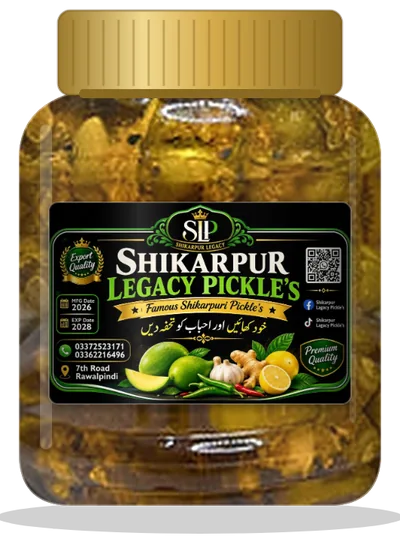 SLP
SHIKARPUR LEGACY
SHIKARPUR
LEGACY PICKLE'S
Famous Shikarpuri Pickle's
خود کھائیں اور احباب کو تحفہ دیں
Export
Quality
MFG Date
2026
EXP Date
2028
03372523171
03362216496
7th Road
Rawalpindi
Shikarpur
Legacy Pickle's
Shikarpur
Legacy Pickle's
Premium
Quality